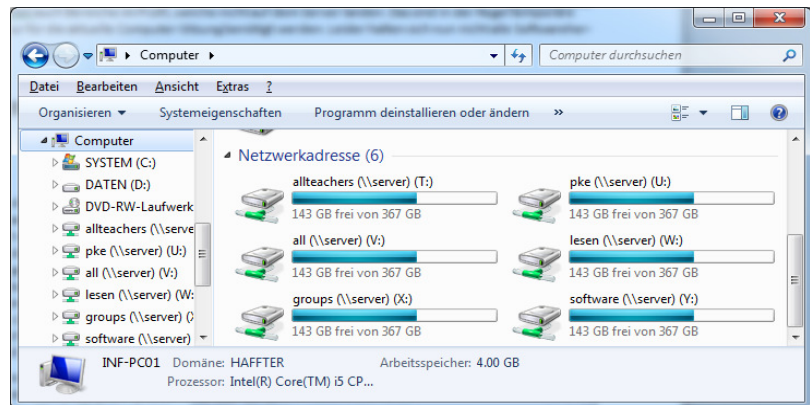 Computer
Computer durchsuchen
Datei Bearbeiten Ansicht Extras ?
Organisieren Systemeigenschaften Programm deinstallieren oder ändern »
Computer
SYSTEM (C:)
DATEN (D:)
DVD-RW-Laufwerk
allteachers (\\serve
pke (\\server) (U:)
all (\\server) (V:)
lesen (\\server) (W:
groups (\\server) (X
software (\\server)
Netzwerkadresse (6)
allteachers (\\server) (T:)
143 GB frei von 367 GB
pke (\\server) (U:)
143 GB frei von 367 GB
all (\\server) (V:)
143 GB frei von 367 GB
lesen (\\server) (W:)
143 GB frei von 367 GB
groups (\\server) (X:)
143 GB frei von 367 GB
software (\\server) (Y:)
143 GB frei von 367 GB
INF-PC01 Domäne: HAFFTER Arbeitsspeicher: 4.00 GB
Prozessor: Intel(R) Core(TM) i5 CP...